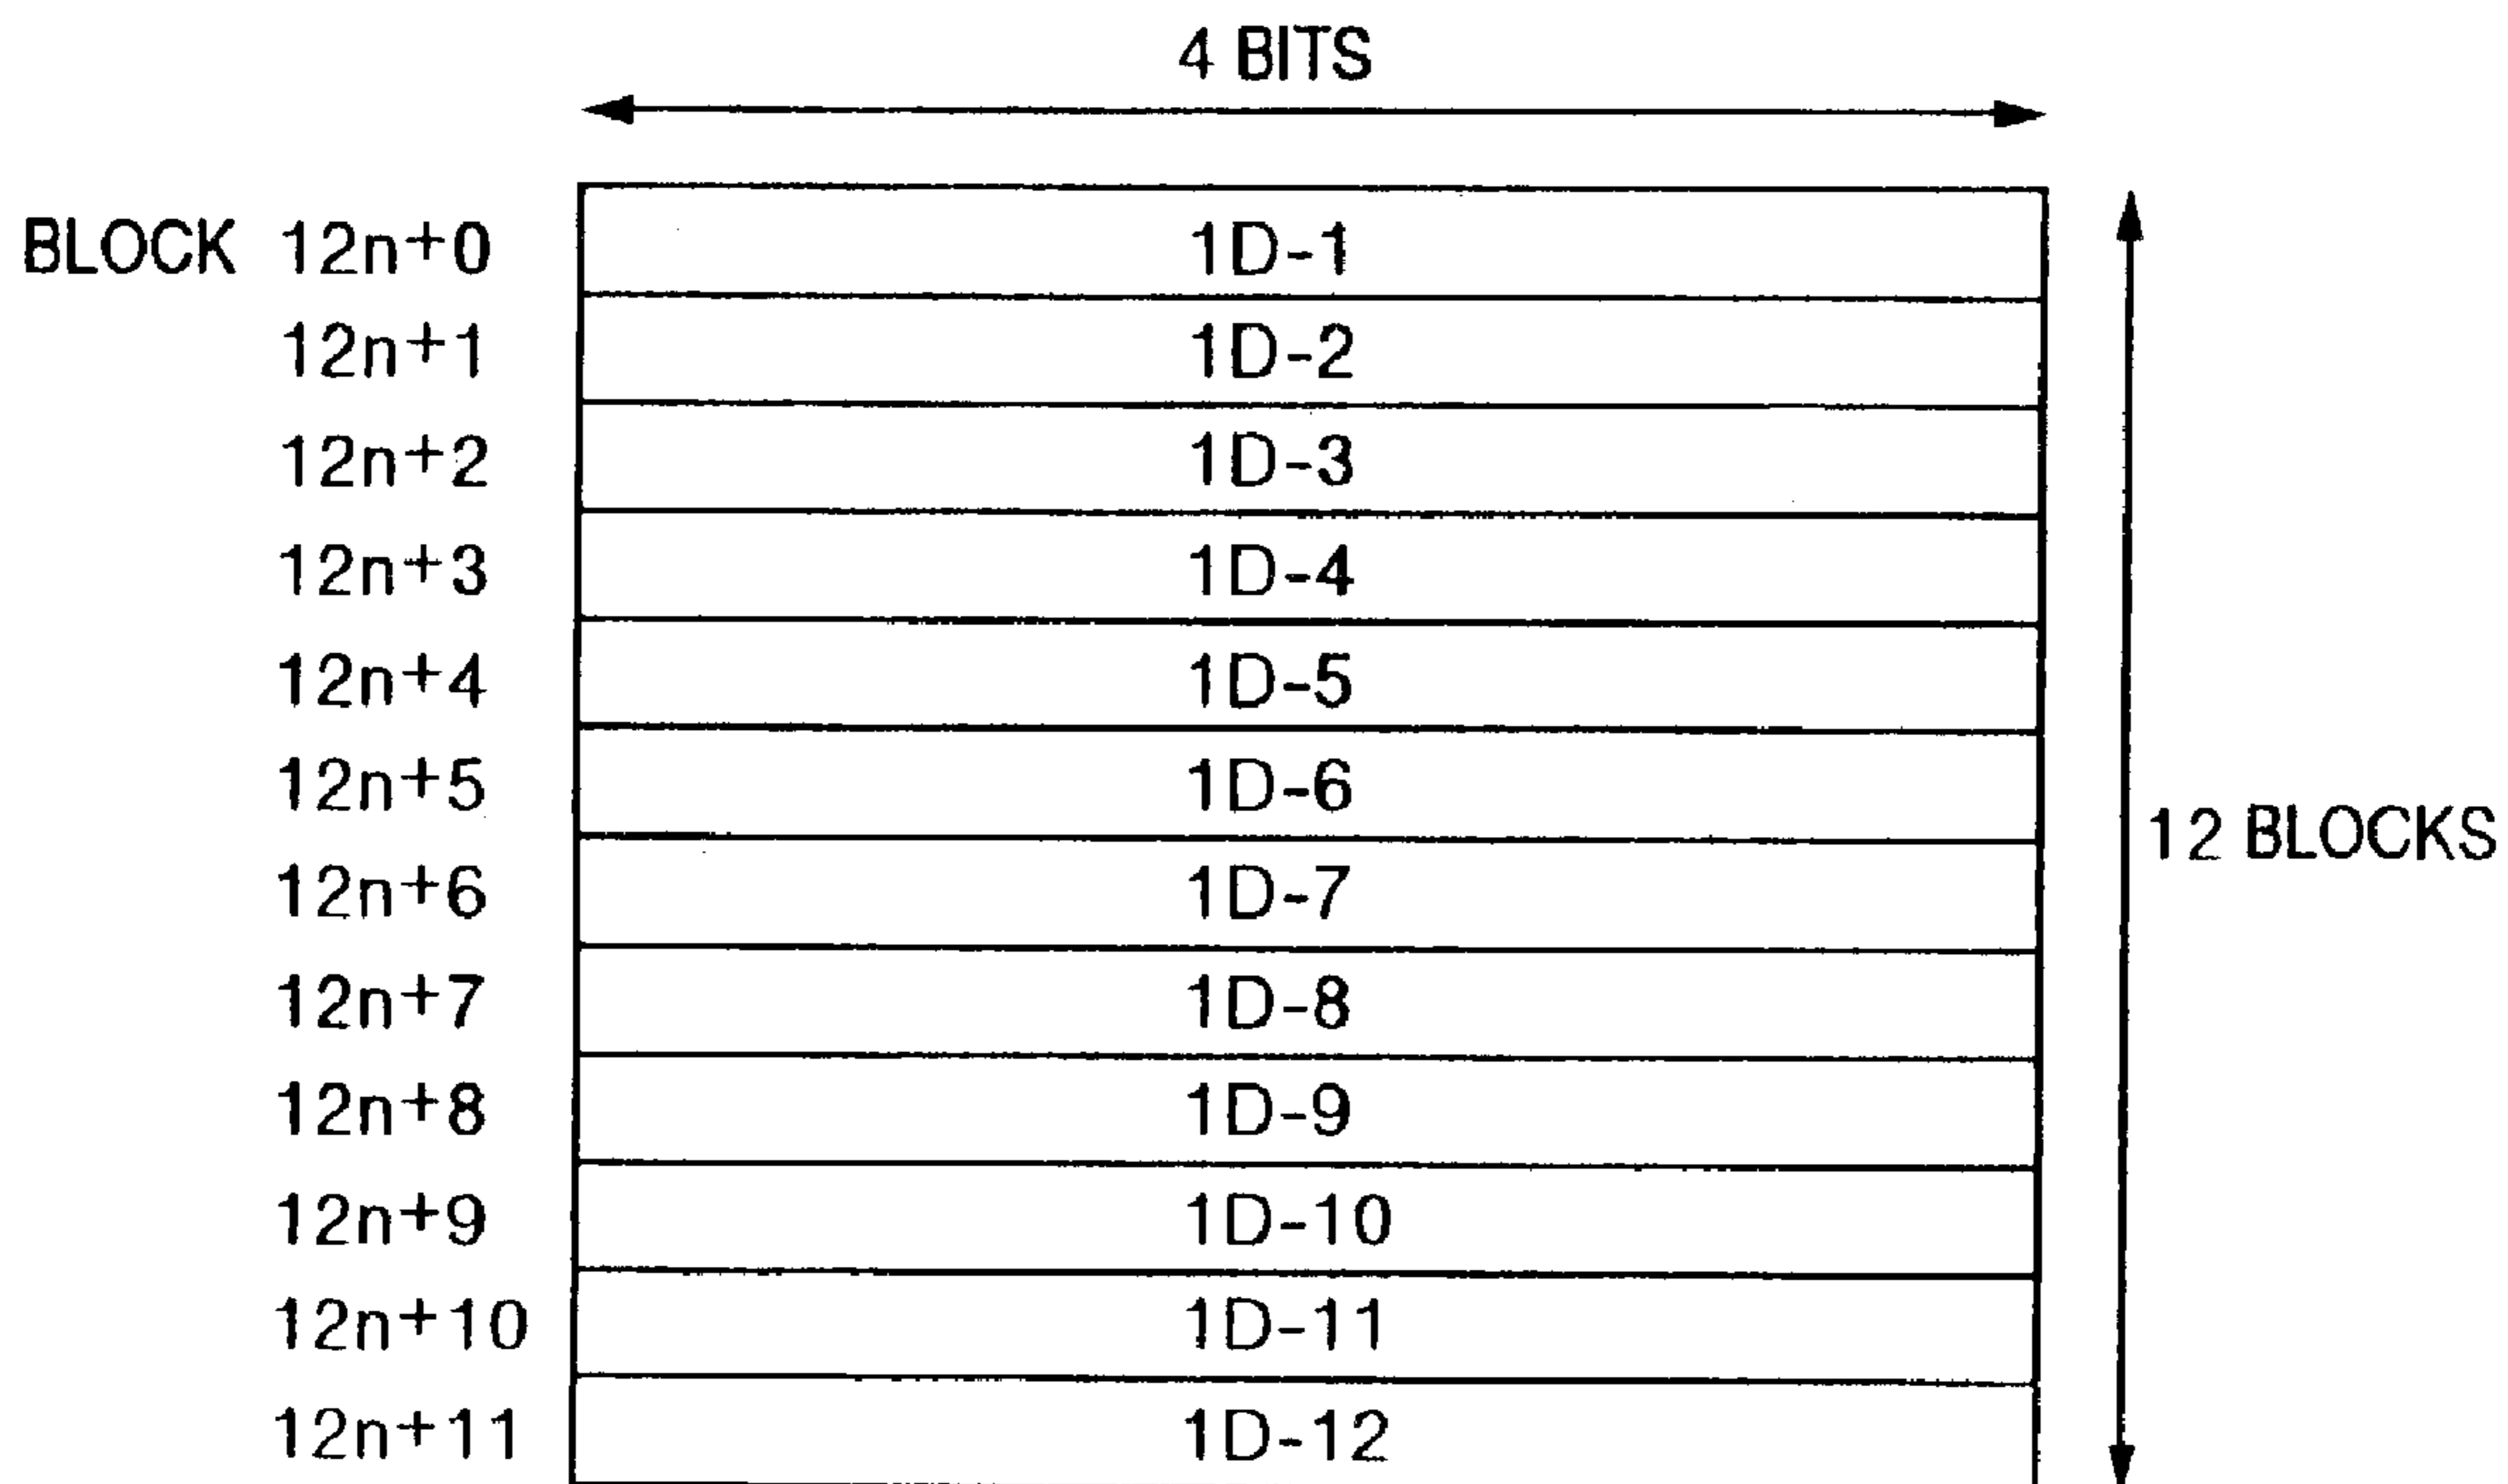 4 BITS
BLOCK 12n+0 1D-1
12n+1 1D-2
12n+2 1D-3
12n+3 1D-4
12n+4 1D-5
12n+5 1D-6
12 BLOCKS
12n+6 1D-7
12n+7 1D-8
12n+8 1D-9
12n+9 1D-10
12n+10 1D-11
12n+11 1D-12